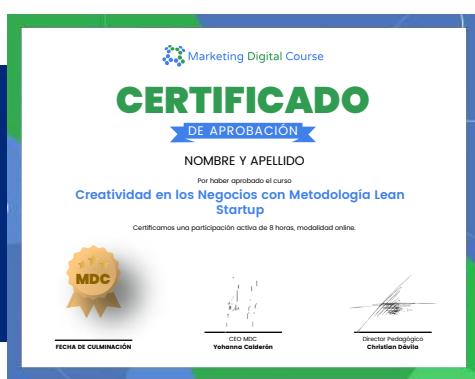 Marketing Digital Course
CERTIFICADO
DE APROBACIÓN
NOMBRE Y APELLIDO
Por haber aprobado el curso
Creatividad en los Negocios con Metodología Lean
Startup
Certificamos una participación activa de 8 horas, modalidad online.
MDC
FECHA DE CULMINACIÓN
CEO MDC
Yohanna Calderón
Director Pedagógico
Christian Dávila